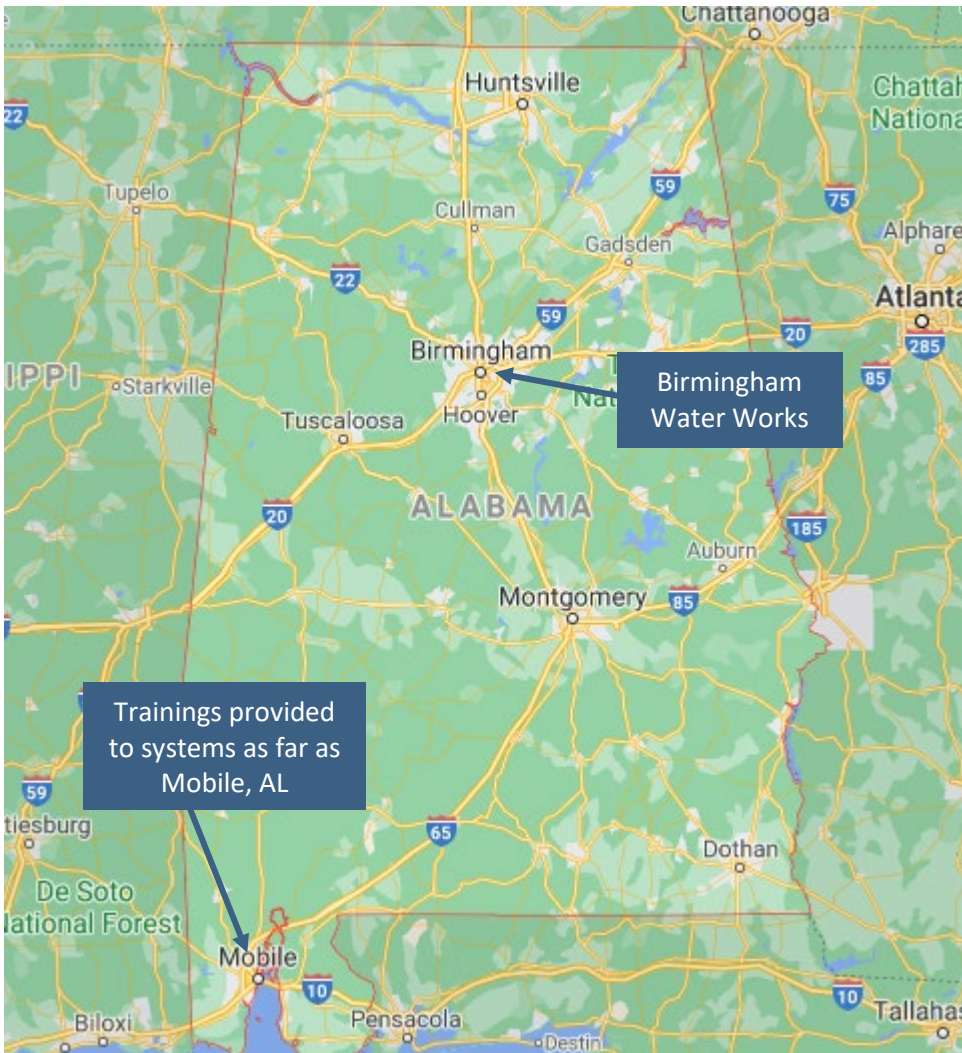 Chattanooga
Huntsville
Chattah
Nationa
22
Tupelo
59
75
Cullman
Gadsden
Alphare
22
59
Atlanta
20
285
Birmingham
IPPI
Starkville
Birmingham
Water Works
85
Nat
Hoover
Tuscaloosa
ALABAMA
20
185
Auburn
Montgomery
85
Trainings provided
to systems as far as
Mobile, AL
59
tiesburg
65
Dothan
De Soto
National Forest
Mobile
10
10
Biloxi
Pensacola
Tallahas
Destin